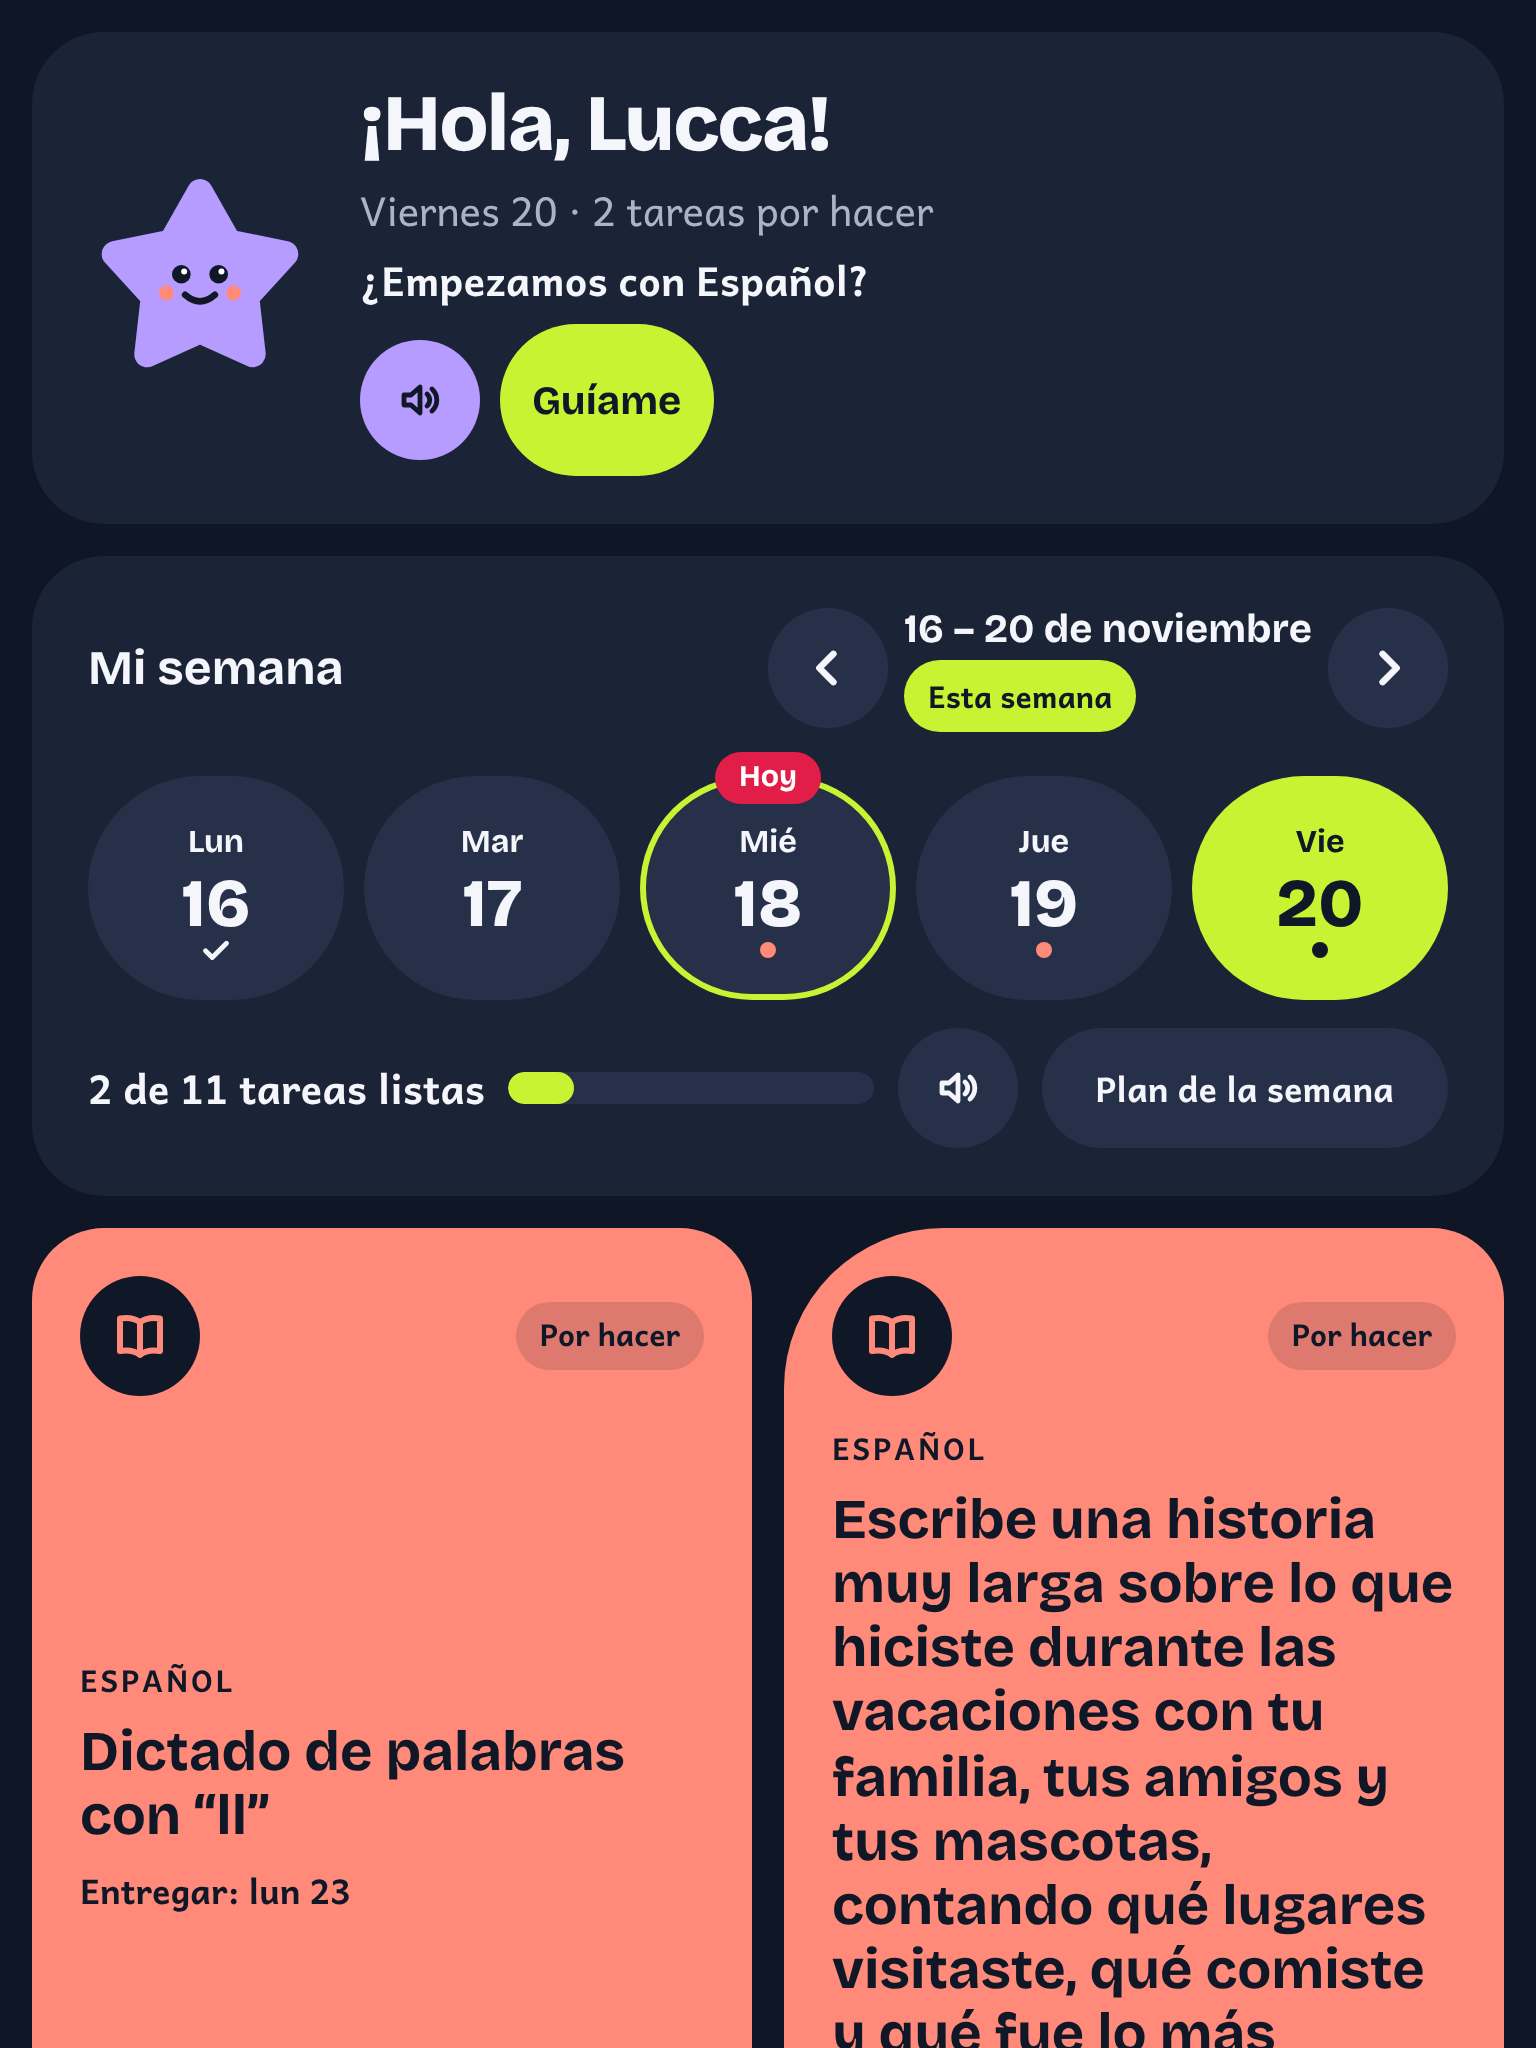 ¡Hola, Lucca!
Viernes 20 · 2 tareas por hacer
¿Empezamos con Español?
Guíame
Mi semana
16 – 20 de noviembre
Esta semana
Hoy
Lun
16
Mar
17
Mié
18
Jue
19
Vie
20
2 de 11 tareas listas
Plan de la semana
Por hacer
ESPAÑOL
Dictado de palabras
con “ll”
Entregar: lun 23
Por hacer
ESPAÑOL
Escribe una historia
muy larga sobre lo que
hiciste durante las
vacaciones con tu
familia, tus amigos y
tus mascotas,
contando qué lugares
visitaste, qué comiste
y qué fue lo más